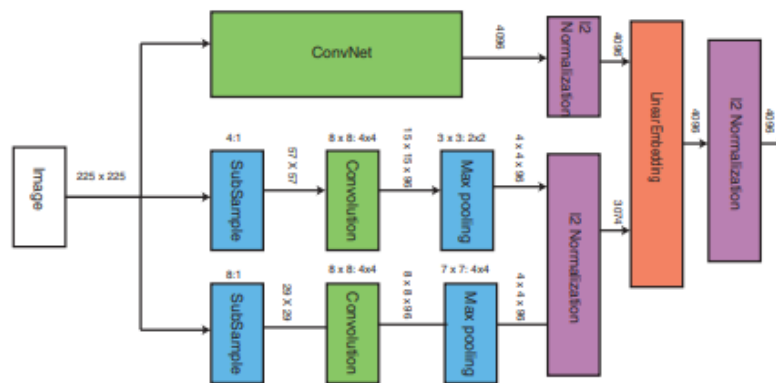 ConvNet
4096
l2 Normalization
4096
Linear Embedding
4096
l2 Normalization
4096
Image
225 x 225
4:1
SubSample
57 X 57
8 x 8: 4x4
Convolution
15 x 15 x 96
3 x 3: 2x2
Max pooling
4 x 4 x 96
l2 Normalization
3074
8:1
SubSample
29 X 29
8 x 8: 4x4
Convolution
8 x 8 x 96
7 x 7: 4x4
Max pooling
4 x 4 x 96